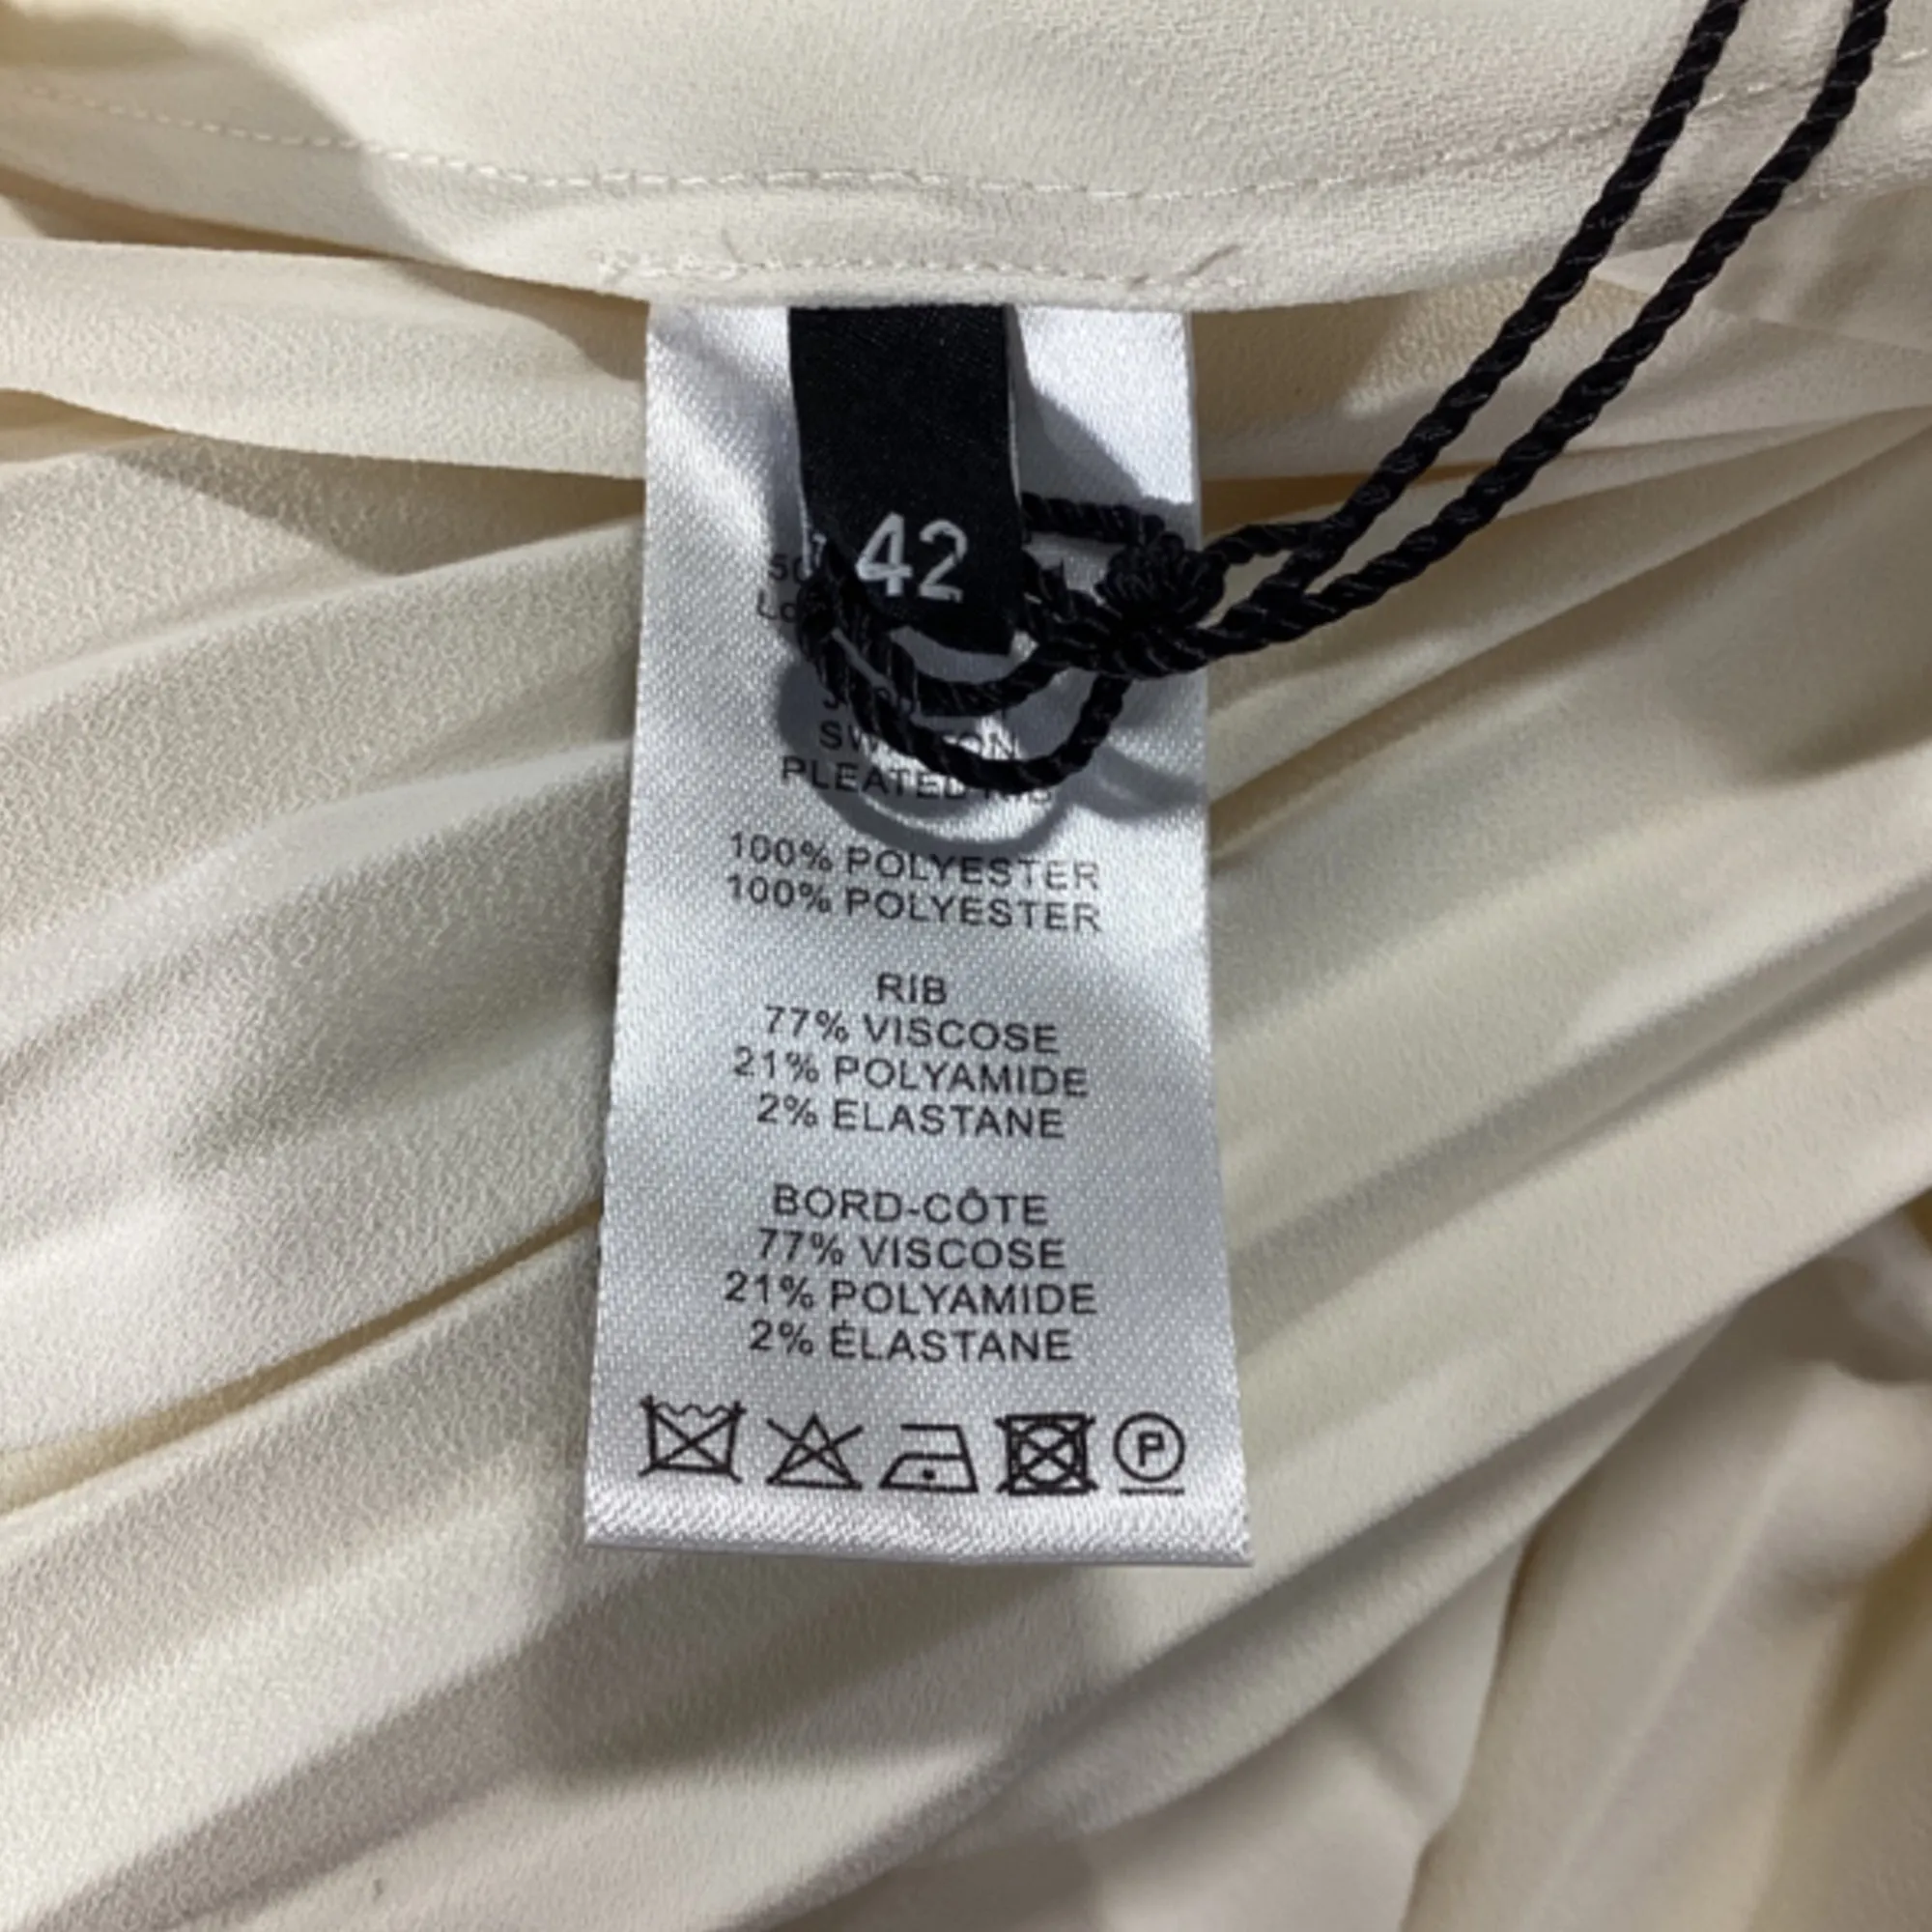 42
PLEATED
100% POLYESTER
100% POLYESTER
RIB
77% VISCOSE
21% POLYAMIDE
2% ELASTANE
BORD-CÔTE
77% VISCOSE
21% POLYAMIDE
2% ÉLASTANE
P